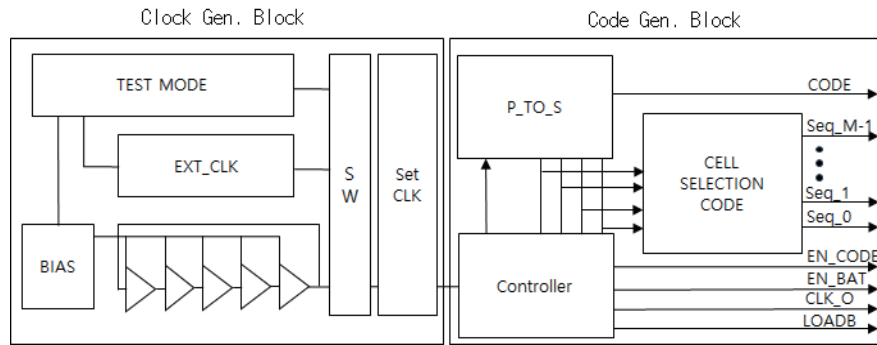 Clock Gen. Block
Code Gen. Block
TEST MODE
EXT_CLK
BIAS
S
W
Set
CLK
P_TO_S
Controller
CELL
SELECTION
CODE
CODE
Seq_M-1
Seq_1
Seq_0
EN_CODE
EN_BAT
CLK_O
LOADB